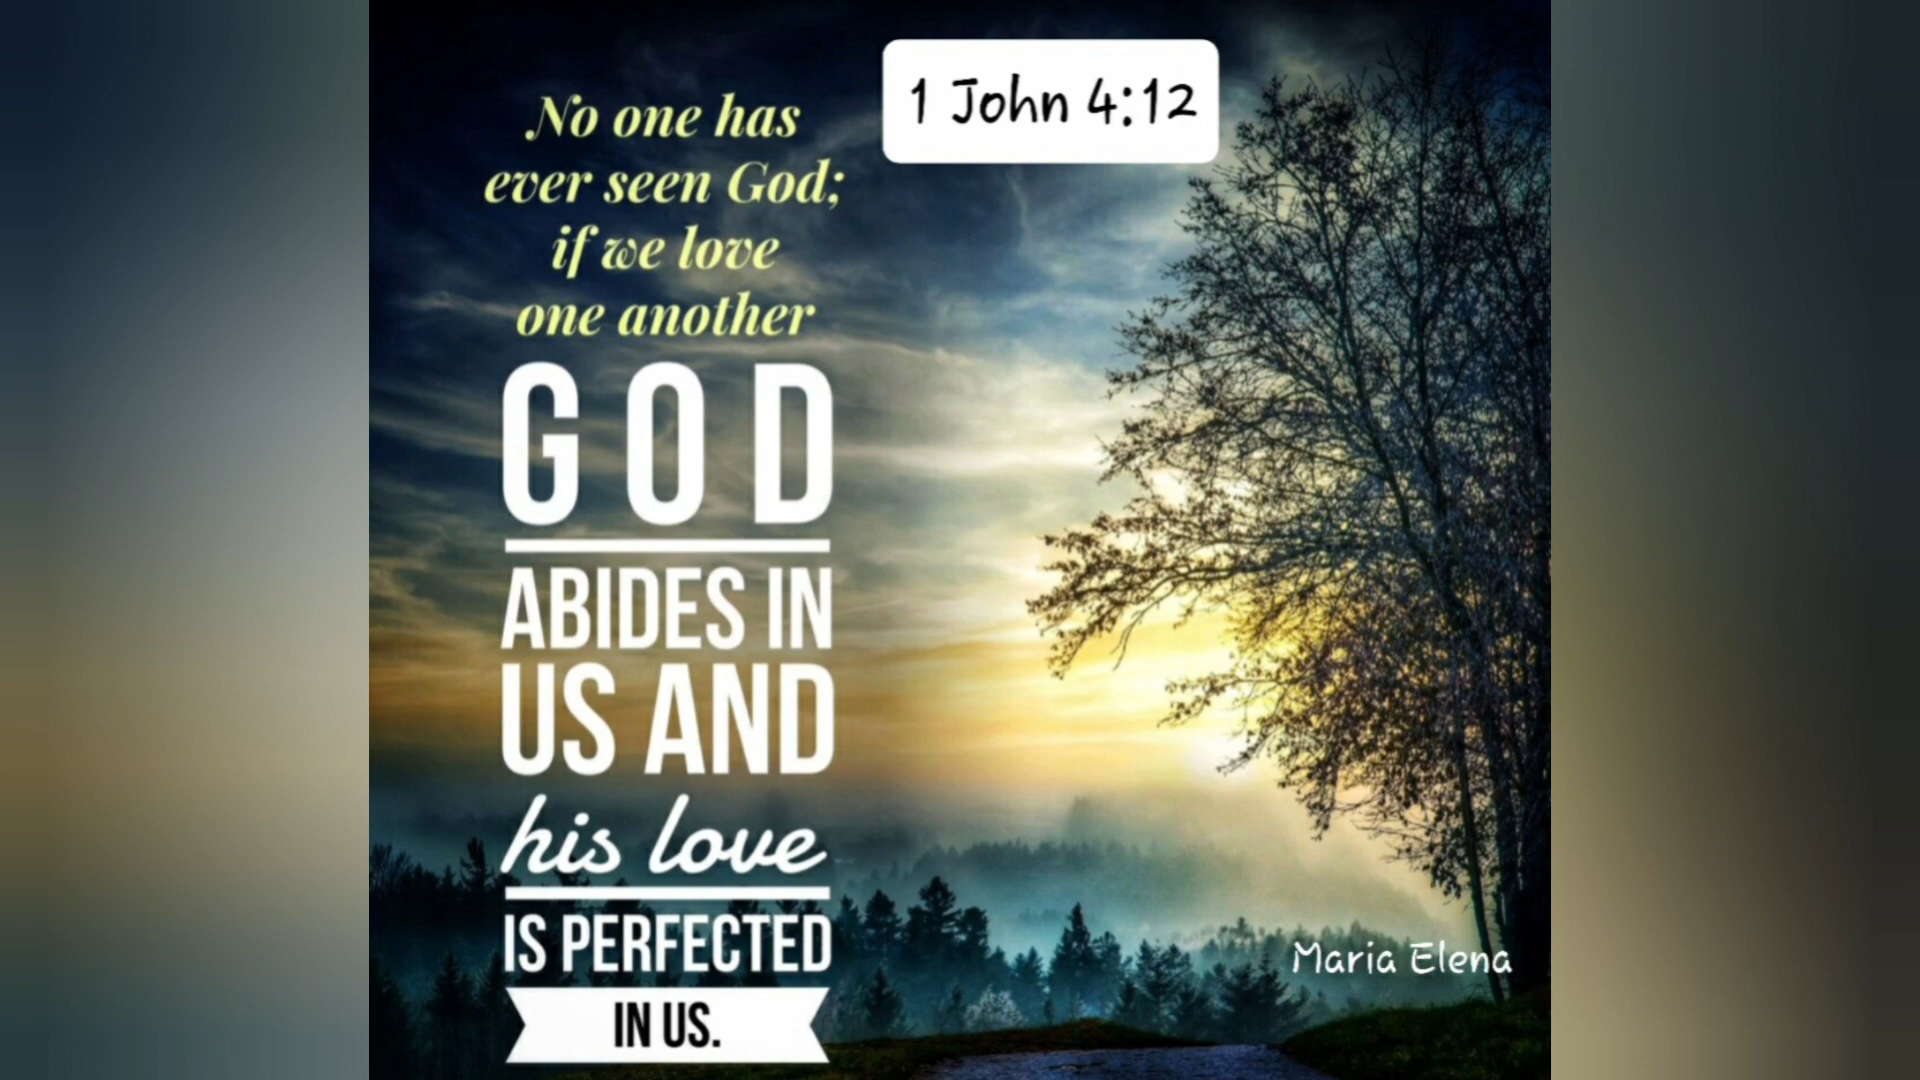 1 John 4:12
No one has
ever seen God;
if we love
one another
GOD
ABIDES IN
US AND
his love
IS PERFECTED
IN US.
Maria Elena